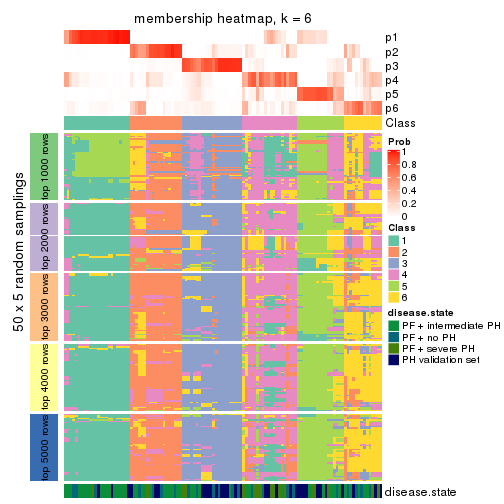 membership heatmap, k = 6
p1
p2
p3
p4
p5
p6
Class
50 x 5 random samplings
top 1000 rows
top 2000 rows
top 3000 rows
top 4000 rows
top 5000 rows
Prob
1
0.8
0.6
0.4
0.2
0
Class
1
2
3
4
5
6
disease.state
PF+ intermediate PH
PF+ no PH
PF+ severe PH
PH validation set
disease.state